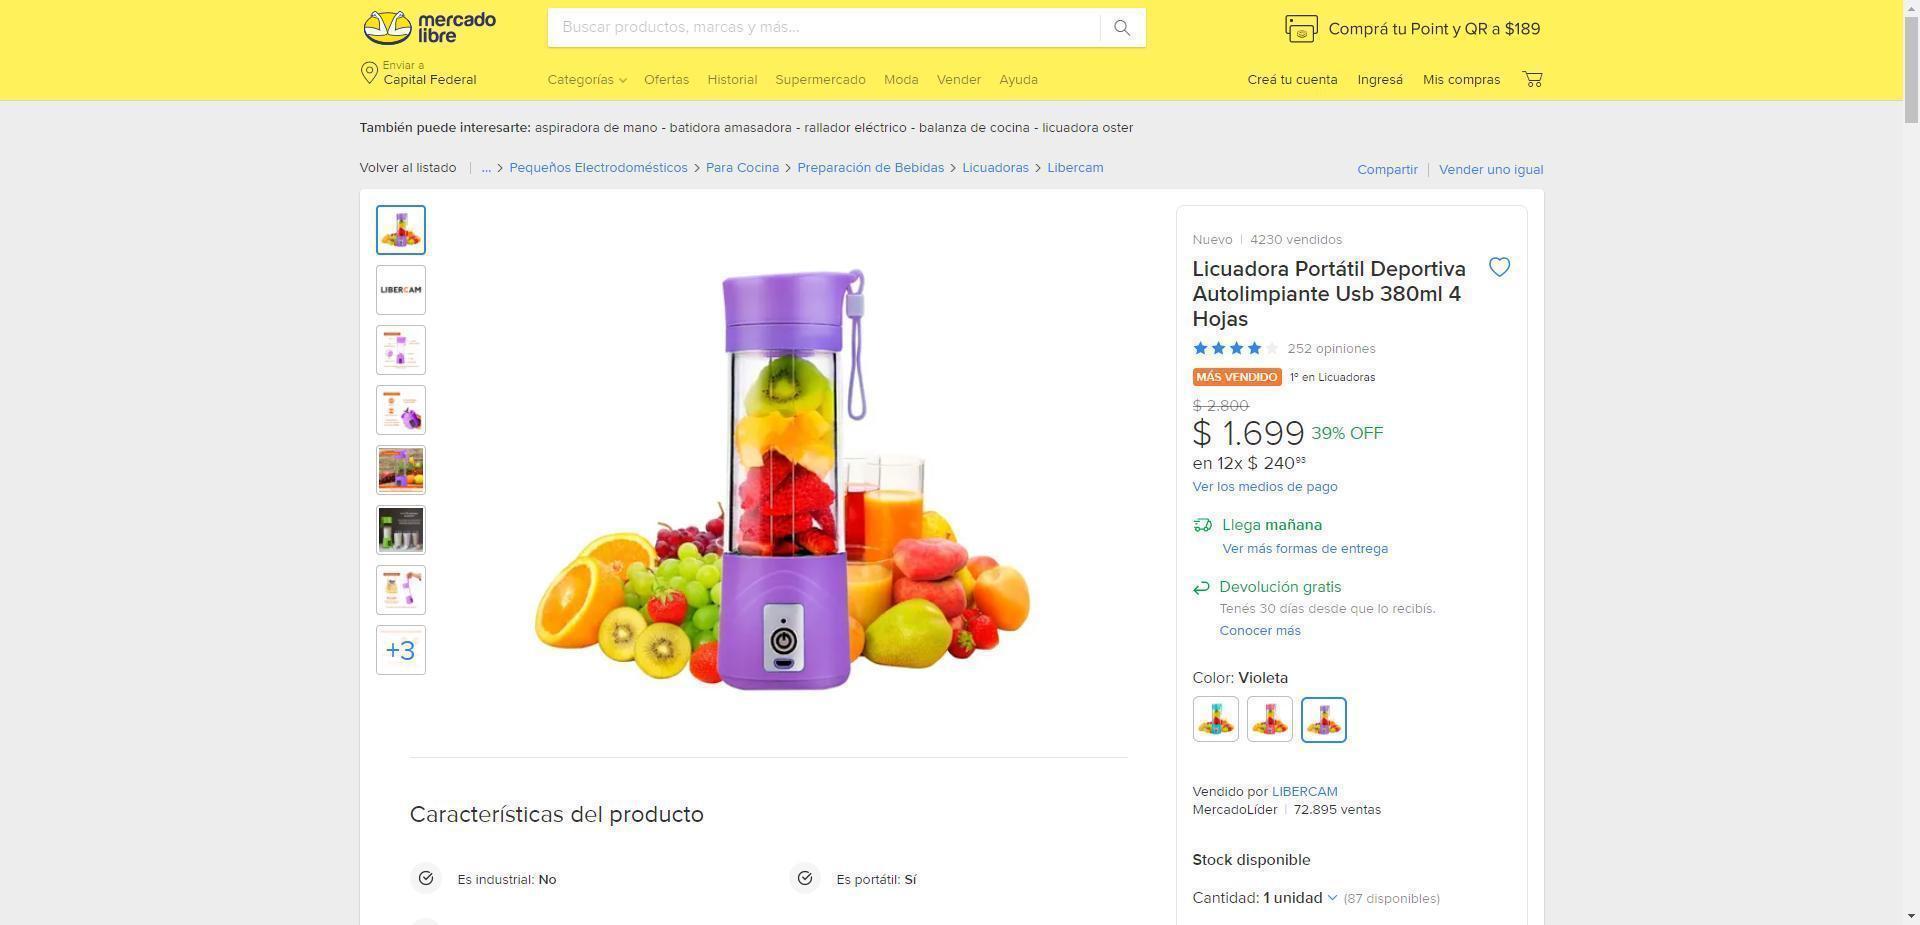 mercado
libre
Buscar productos, marcas y más...
Comprá tu Point y QR a $189
Enviar a
Capital Federal
Categorías Ofertas Historial Supermercado Moda Vender Ayuda
Creá tu cuenta Ingresá Mis compras
También puede interesarte: aspiradora de mano - batidora amasadora - rallador eléctrico - balanza de cocina - licuadora oster
Volver al listado | ... > Pequeños Electrodomésticos > Para Cocina > Preparación de Bebidas > Licuadoras > Libercam
Compartir | Vender uno igual
LIBERCAM
+3
Nuevo | 4230 vendidos
Licuadora Portátil Deportiva
Autolimpiante Usb 380ml 4
Hojas
252 opiniones
MÁS VENDIDO 1º en Licuadoras
$ 2.800
$ 1.699 39% OFF
en 12x $ 240⁹³
Ver los medios de pago
Llega mañana
Ver más formas de entrega
Devolución gratis
Tenés 30 días desde que lo recibís.
Conocer más
Color: Violeta
Vendido por LIBERCAM
MercadoLíder | 72.895 ventas
Stock disponible
Cantidad: 1 unidad (87 disponibles)
Características del producto
Es industrial: No
Es portátil: Sí